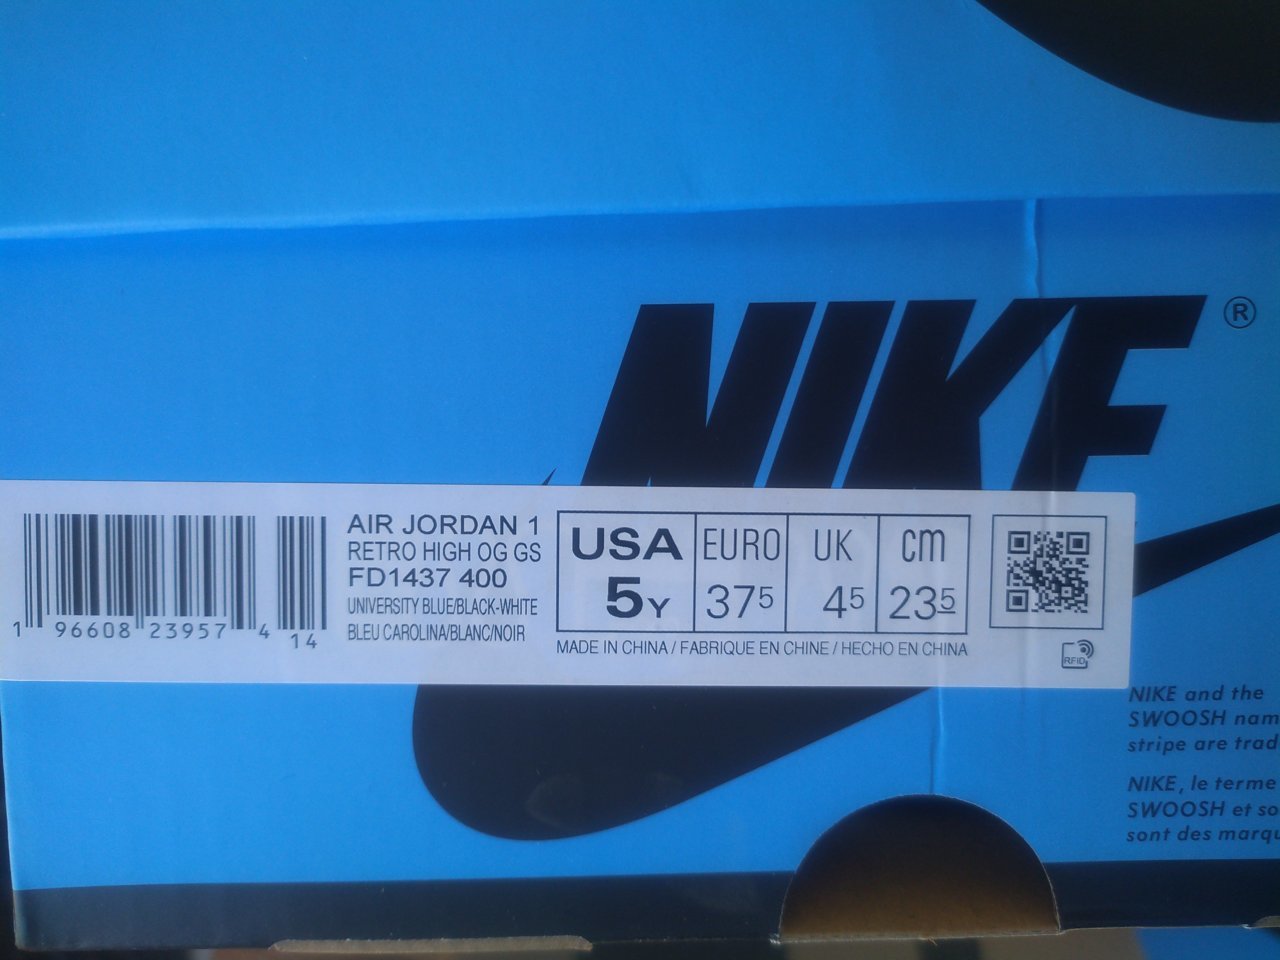 NIKE ®
AIR JORDAN 1
RETRO HIGH OG GS
FD1437 400
UNIVERSITY BLUE/BLACK-WHITE
BLEU CAROLINA/BLANC/NOIR
1 96608 23957 4 14
USA EURO UK cm
5Y 375 45 235
MADE IN CHINA / FABRIQUE EN CHINE / HECHO EN CHINA
RFID
NIKE and the
SWOOSH nam
stripe are trad
NIKE, le terme
SWOOSH et so
sont des marqu